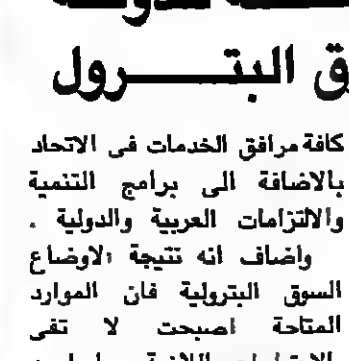 ق البتـــرول
كافة مرافق الخدمات فى الاتحاد
بالاضافة الى برامج التنمية
والالتزامات العربية والدولية .
واضاف انه نتيجة الاوضاع
السوق البترولية فان الموارد
المتاحة اصبحت لا تفى